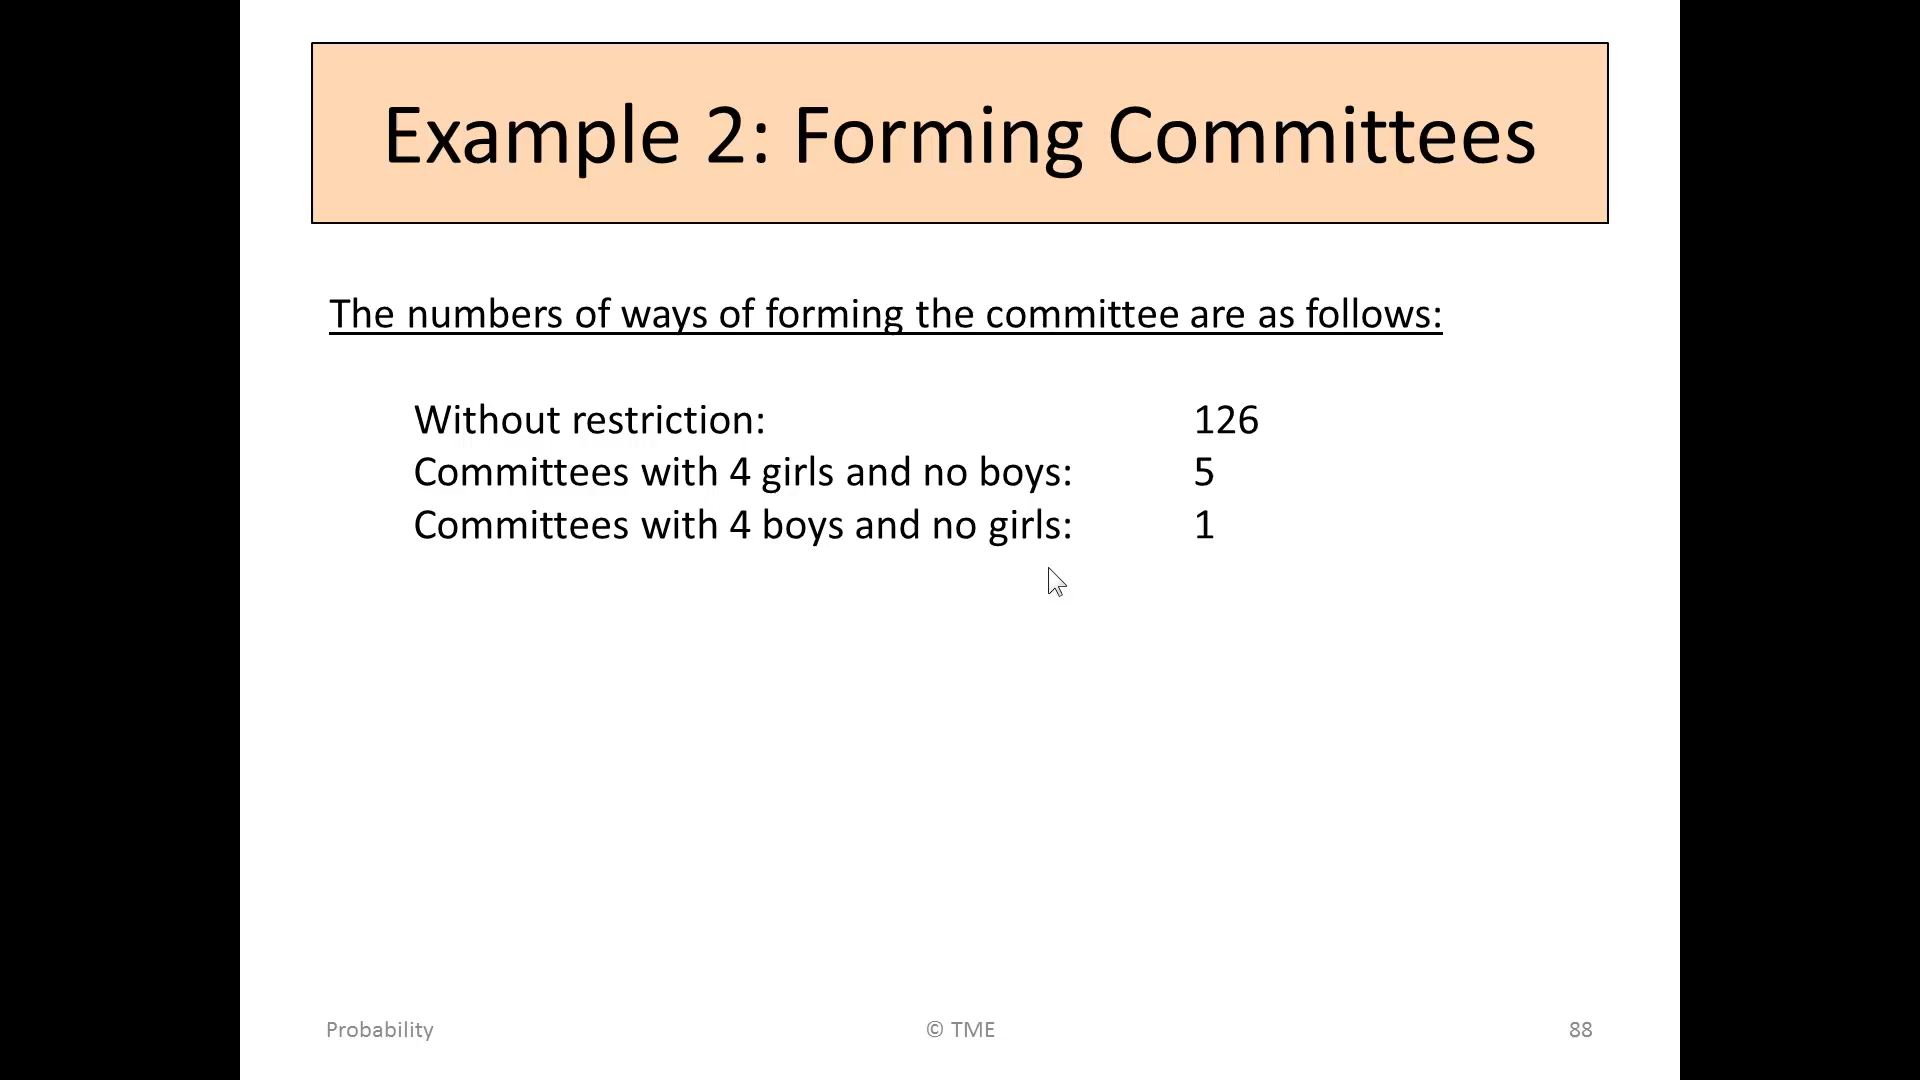 Example 2: Forming Committees
The numbers of ways of forming the committee are as follows:
Without restriction: 126
Committees with 4 girls and no boys: 5
Committees with 4 boys and no girls: 1
Probability © TME 88